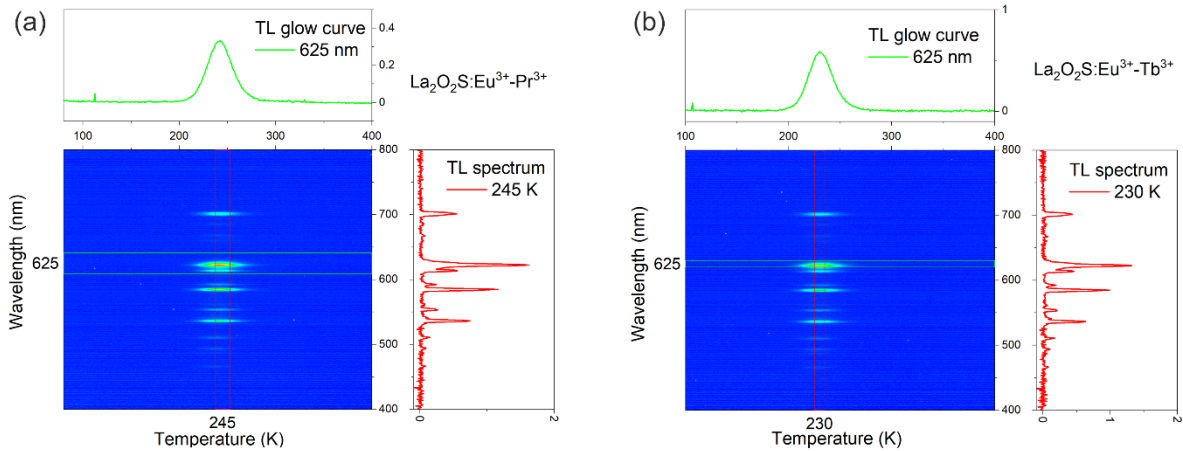 (a)
TL glow curve
625 nm
0.4
0.2
0
100
200
300
400
La₂O₂S:Eu³⁺-Pr³⁺
800
700
600
500
400
Wavelength (nm)
625
245
Temperature (K)
TL spectrum
245 K
0
2
(b)
TL glow curve
625 nm
1
0
100
200
300
400
La₂O₂S:Eu³⁺-Tb³⁺
800
700
600
500
400
Wavelength (nm)
625
230
Temperature (K)
TL spectrum
230 K
0
1
2